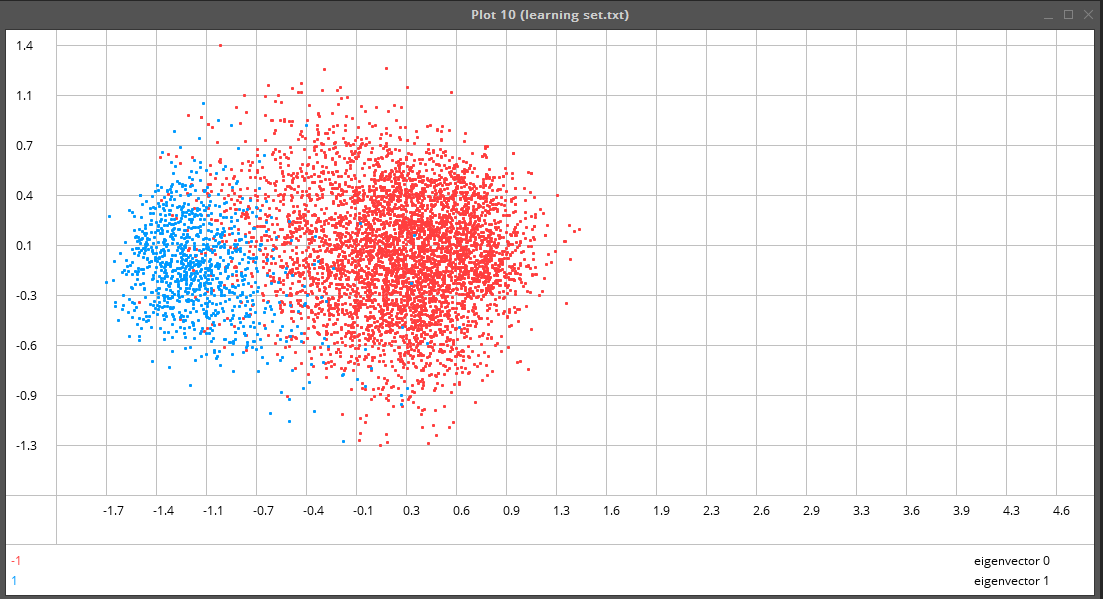 Plot 10 (learning set.txt)
1.4
1.1
0.7
0.4
0.1
-0.3
-0.6
-0.9
-1.3
-1.7 -1.4 -1.1 -0.7 -0.4 -0.1 0.3 0.6 0.9 1.3 1.6 1.9 2.3 2.6 2.9 3.3 3.6 3.9 4.3 4.6
-1 eigenvector 0
1 eigenvector 1